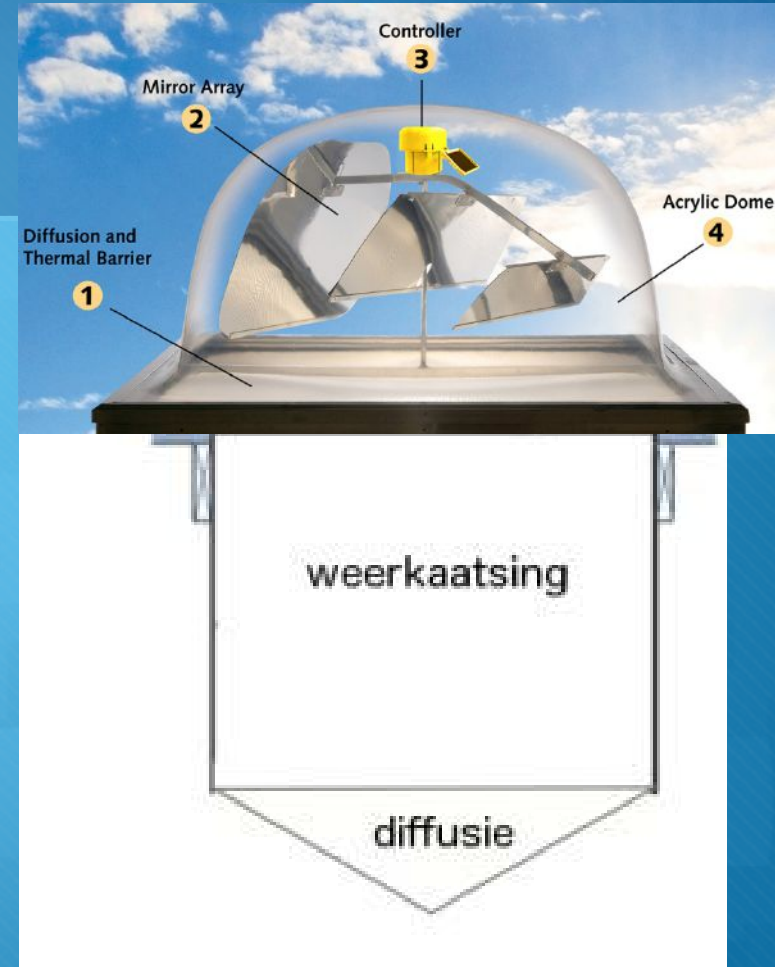 Controller
3
Mirror Array
2
Acrylic Dome
4
Diffusion and
Thermal Barrier
1
weerkaatsing
diffusie